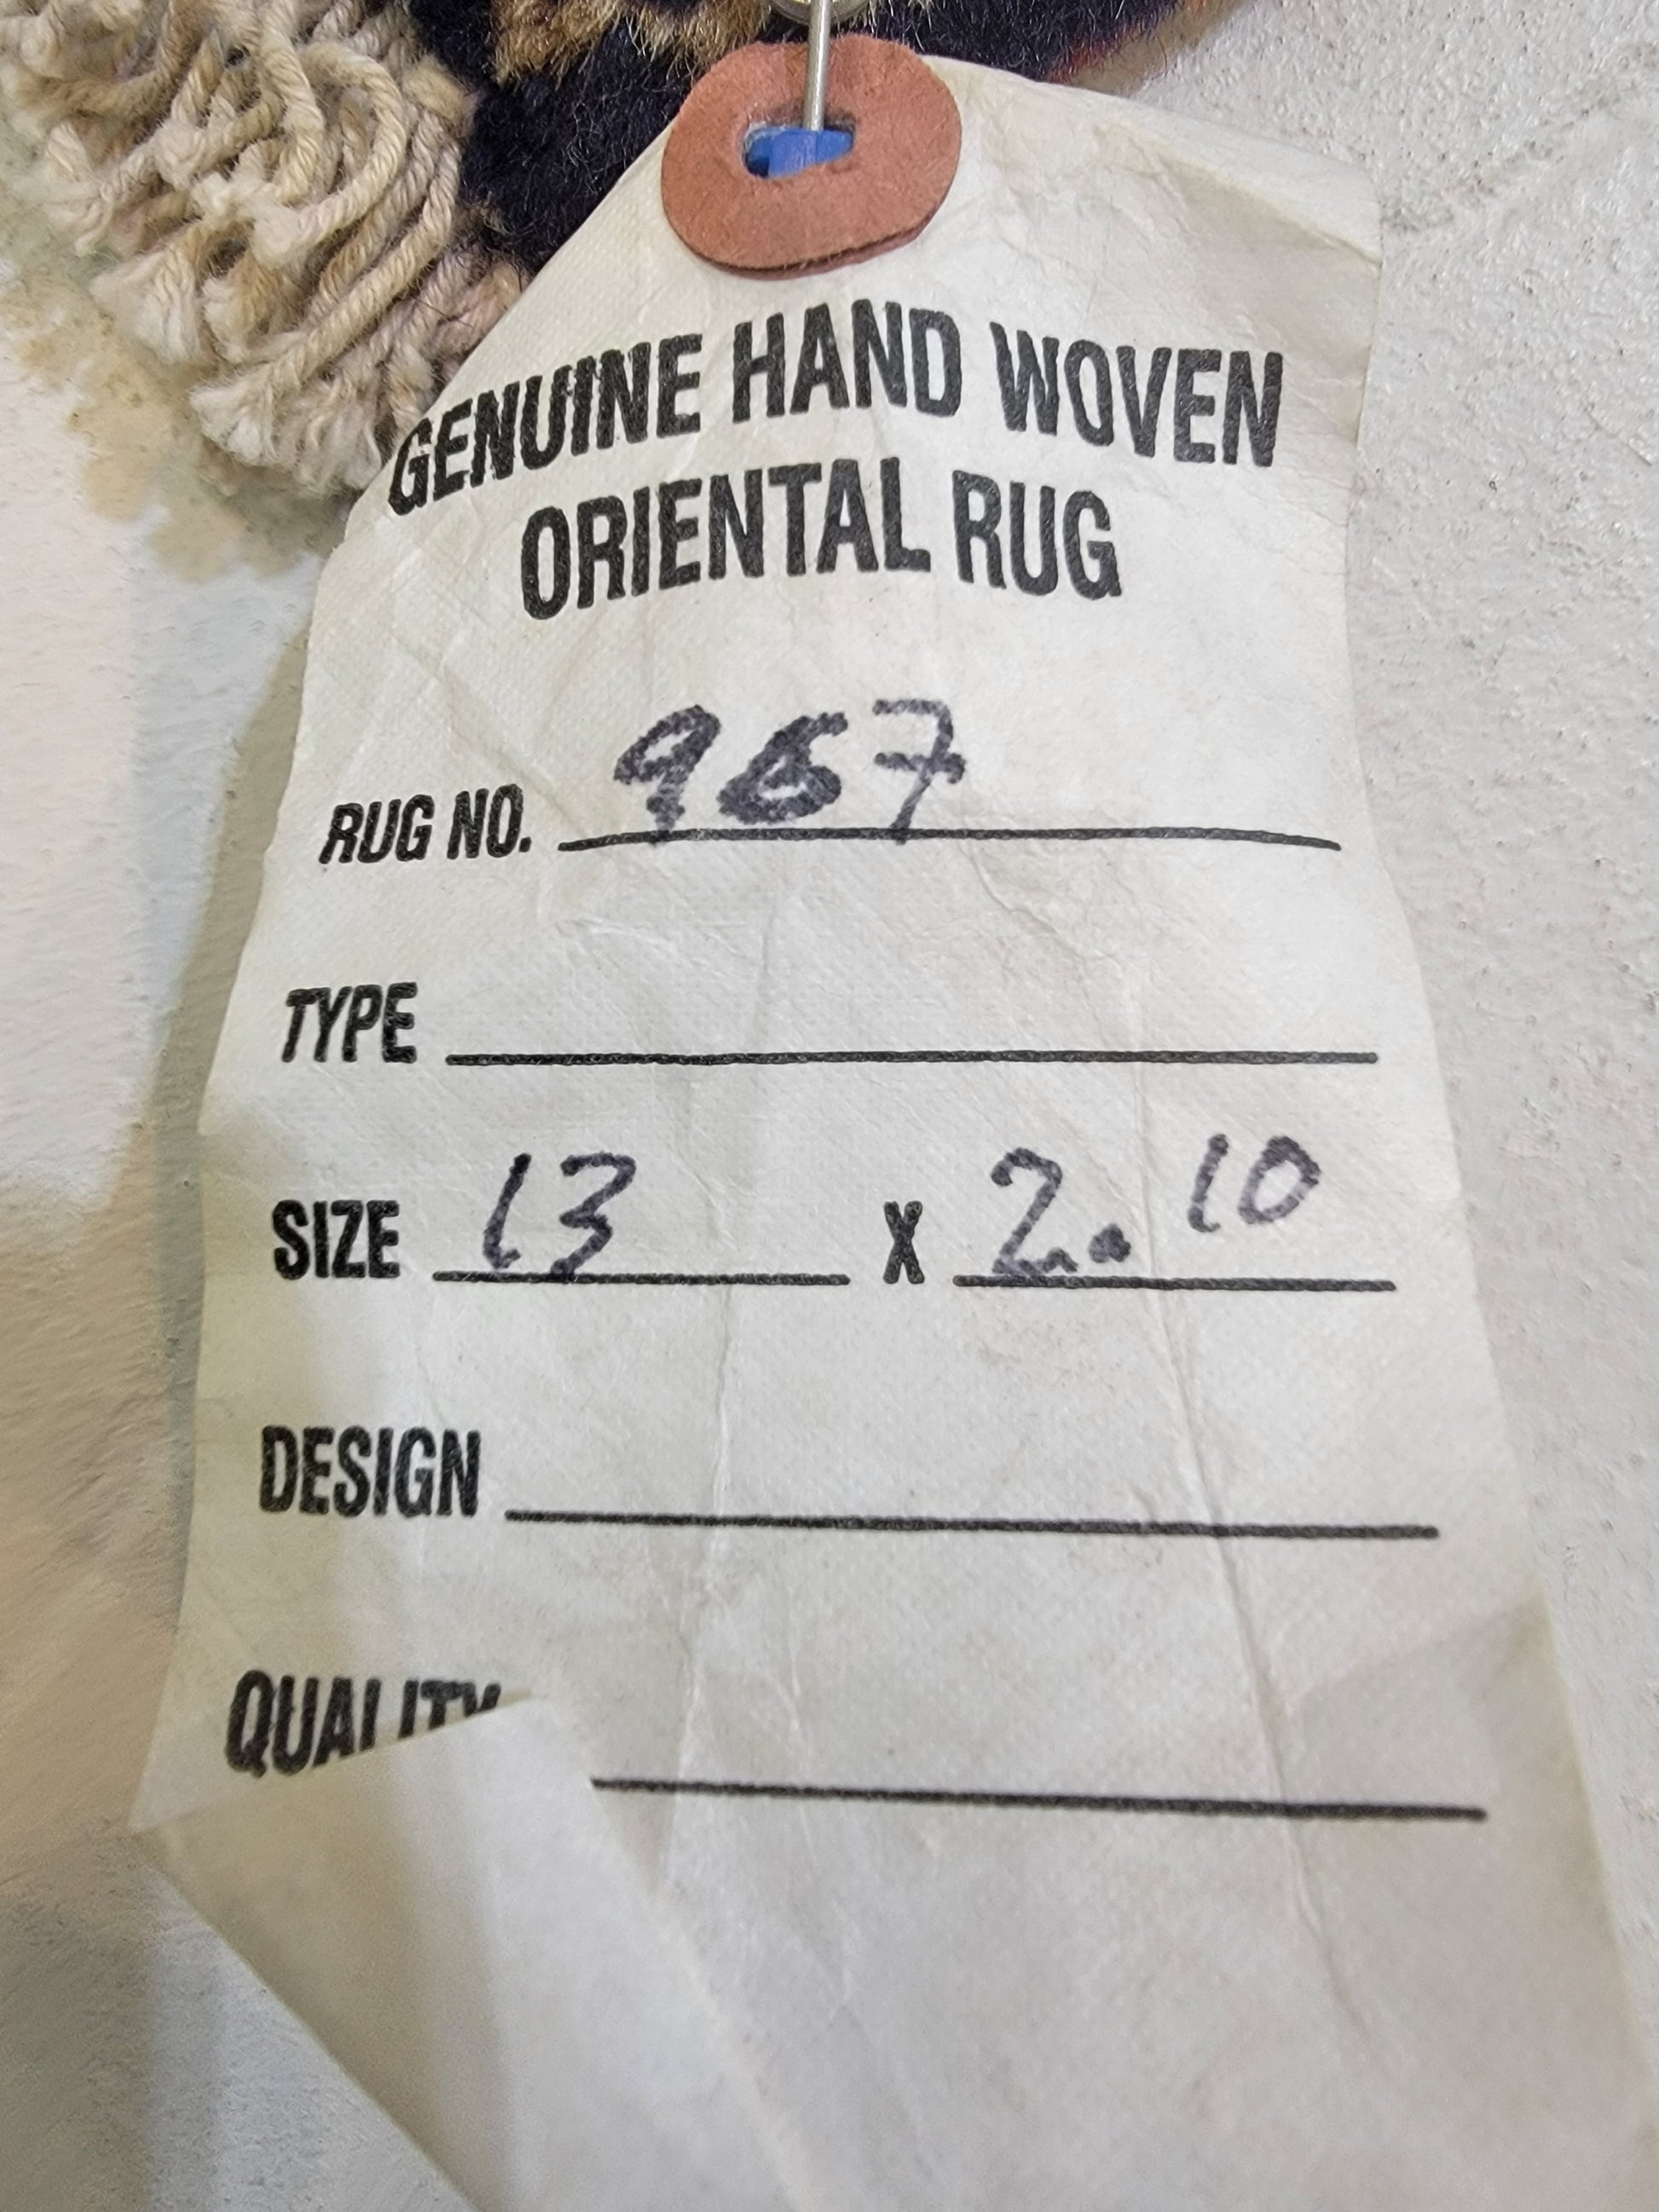 GENUINE HAND WOVEN
ORIENTAL RUG
RUG NO. 967
TYPE
SIZE 13 X 2.10
DESIGN
QUALITY